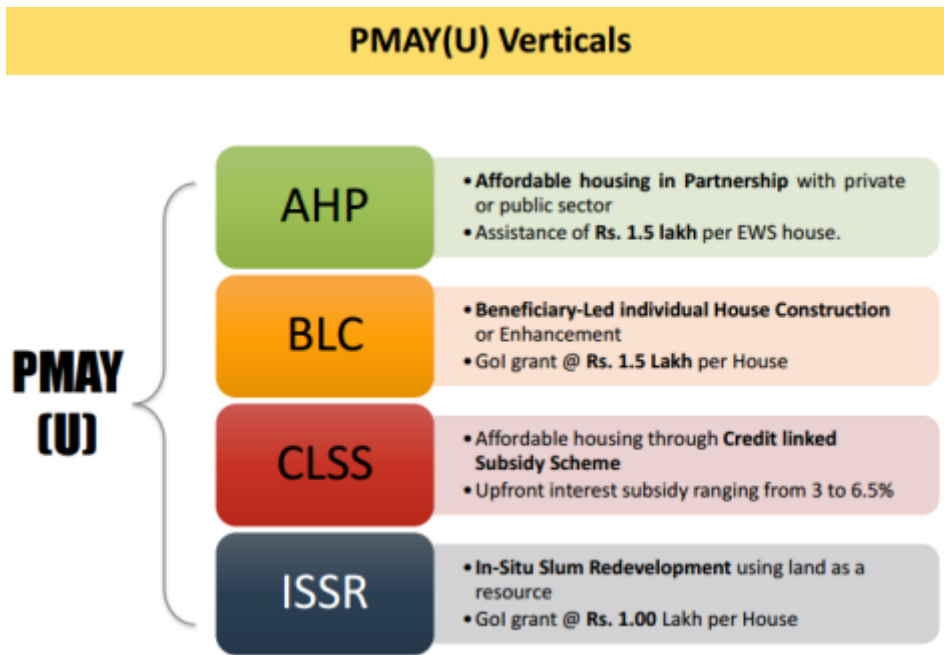 PMAY(U) Verticals
PMAY
(U)
AHP
• Affordable housing in Partnership with private
or public sector
• Assistance of Rs. 1.5 lakh per EWS house.
BLC
• Beneficiary-Led individual House Construction
or Enhancement
• GoI grant @ Rs. 1.5 Lakh per House
CLSS
• Affordable housing through Credit linked
Subsidy Scheme
• Upfront interest subsidy ranging from 3 to 6.5%
ISSR
• In-Situ Slum Redevelopment using land as a
resource
• GoI grant @ Rs. 1.00 Lakh per House